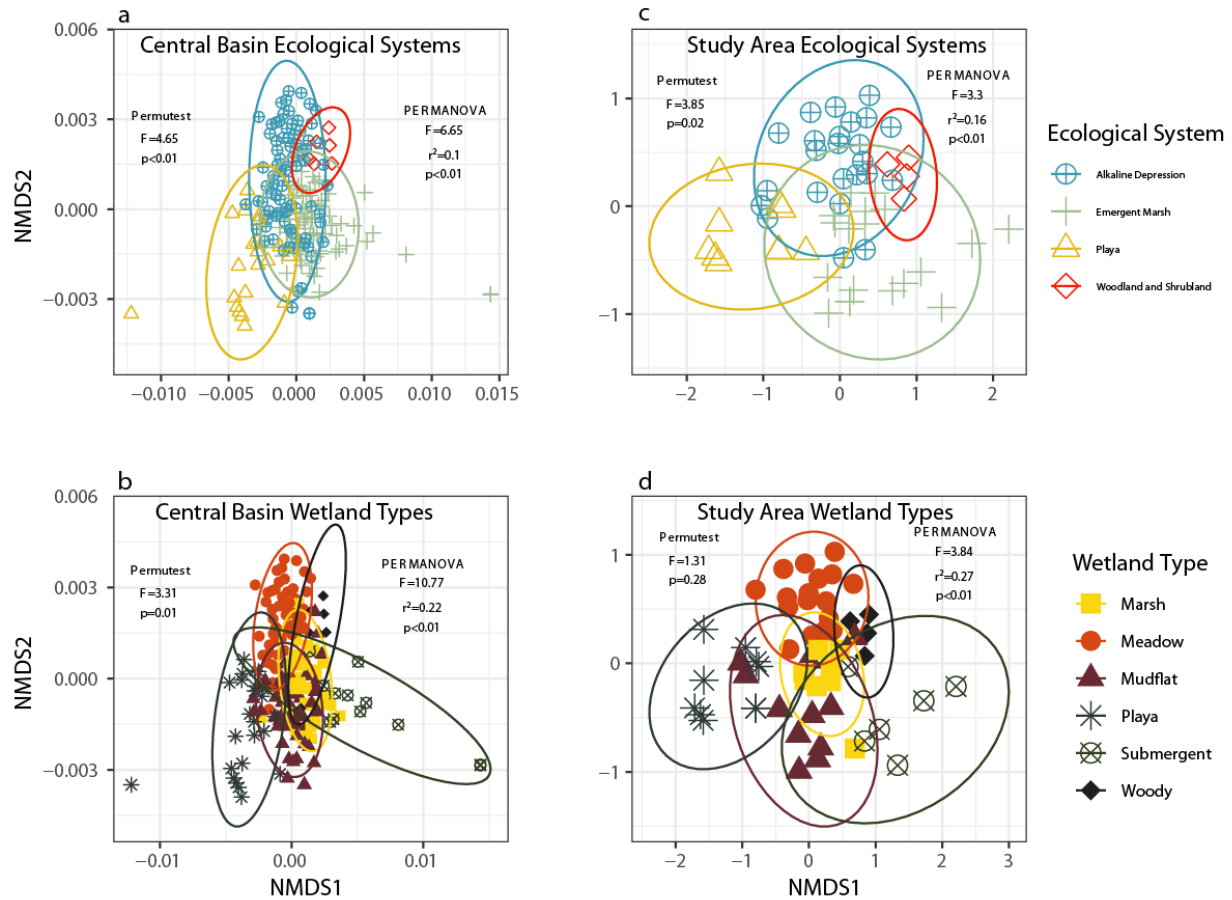 a
Central Basin Ecological Systems
Permutest
F=4.65
p<0.01
PERMANOVA
F=6.65
r²=0.1
p<0.01
NMDS2
0.006
0.003
0.000
−0.003
−0.010
−0.005
0.000
0.005
0.010
0.015
c
Study Area Ecological Systems
Permutest
F=3.85
p=0.02
PERMANOVA
F=3.3
r²=0.16
p<0.01
1
0
−1
−2
−1
0
1
2
Ecological System
Alkaline Depression
Emergent Marsh
Playa
Woodland and Shrubland
b
Central Basin Wetland Types
Permutest
F=3.31
p=0.01
PERMANOVA
F=10.77
r²=0.22
p<0.01
NMDS2
0.006
0.003
0.000
−0.003
−0.01
0.00
0.01
NMDS1
d
Study Area Wetland Types
Permutest
F=1.31
p=0.28
PERMANOVA
F=3.84
r²=0.27
p<0.01
1
0
−1
−2
−1
0
1
2
3
NMDS1
Wetland Type
Marsh
Meadow
Mudflat
Playa
Submergent
Woody